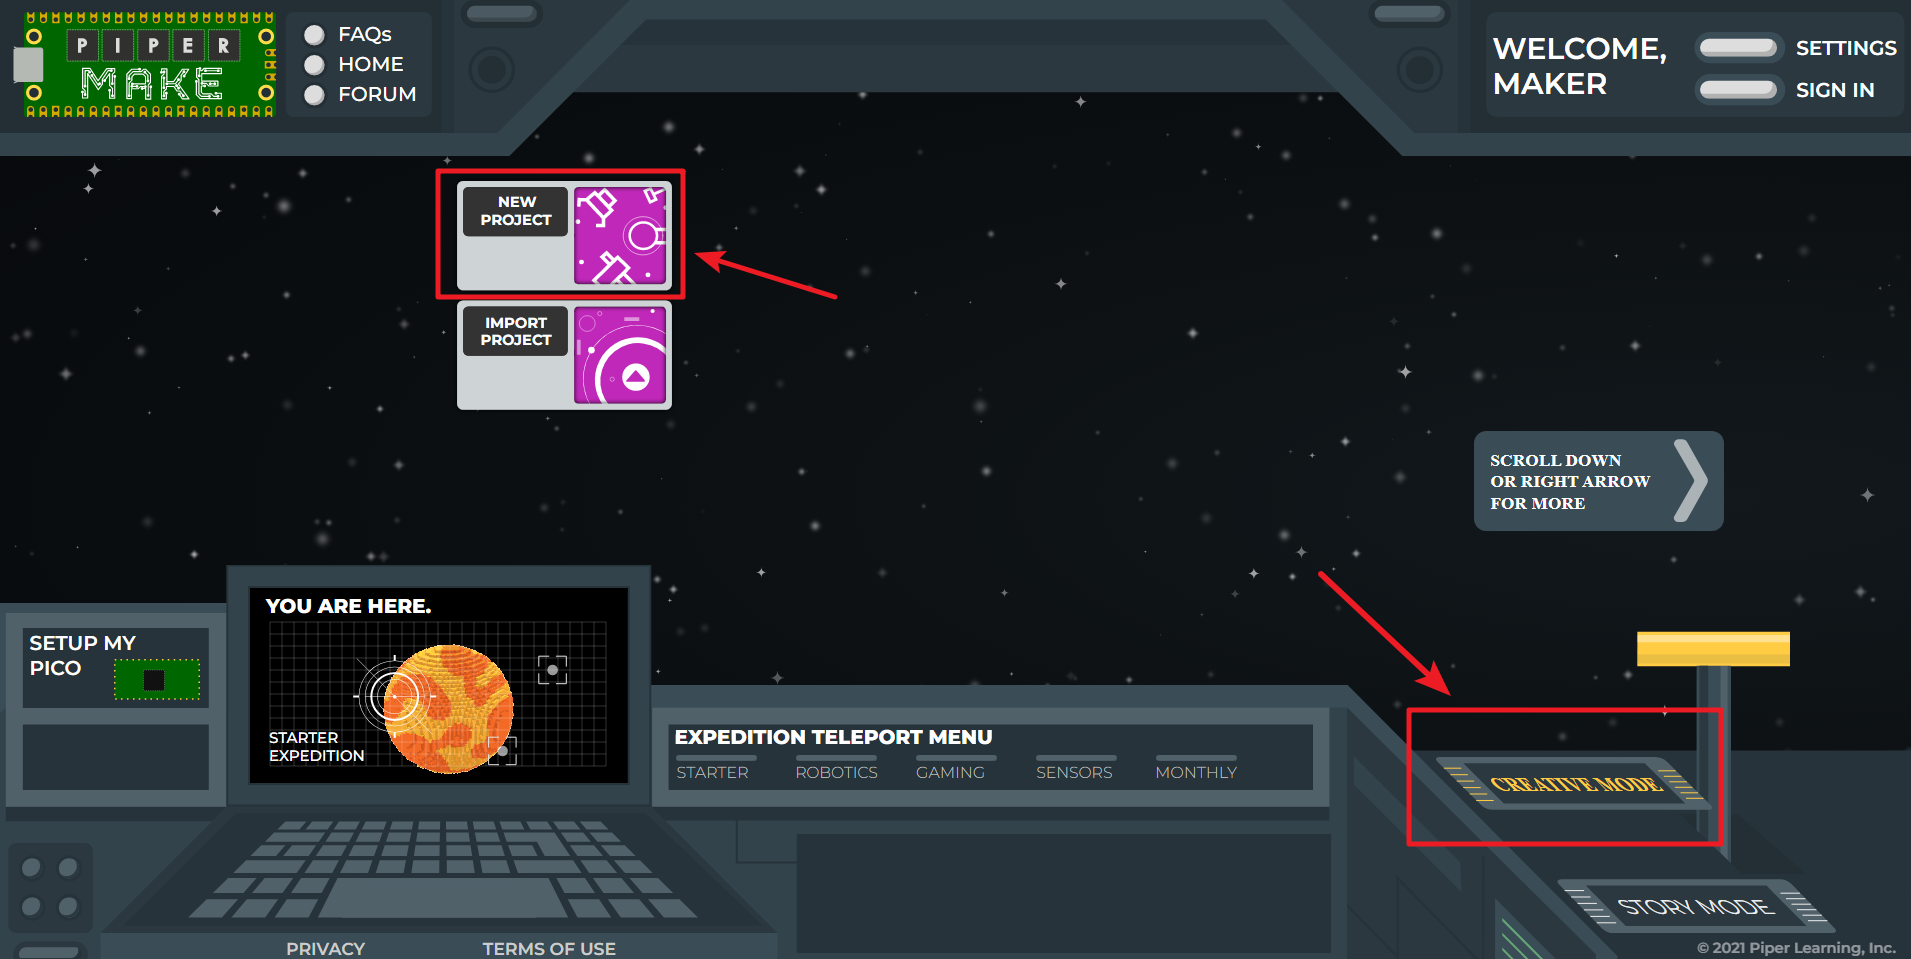 PIPER
MAKE
FAQs
HOME
FORUM
WELCOME,
MAKER
SETTINGS
SIGN IN
NEW
PROJECT
IMPORT
PROJECT
SCROLL DOWN
OR RIGHT ARROW
FOR MORE
SETUP MY
PICO
YOU ARE HERE.
STARTER
EXPEDITION
EXPEDITION TELEPORT MENU
STARTER ROBOTICS GAMING SENSORS MONTHLY
CREATIVE MODE
STORY MODE
PRIVACY TERMS OF USE
© 2021 Piper Learning, Inc.